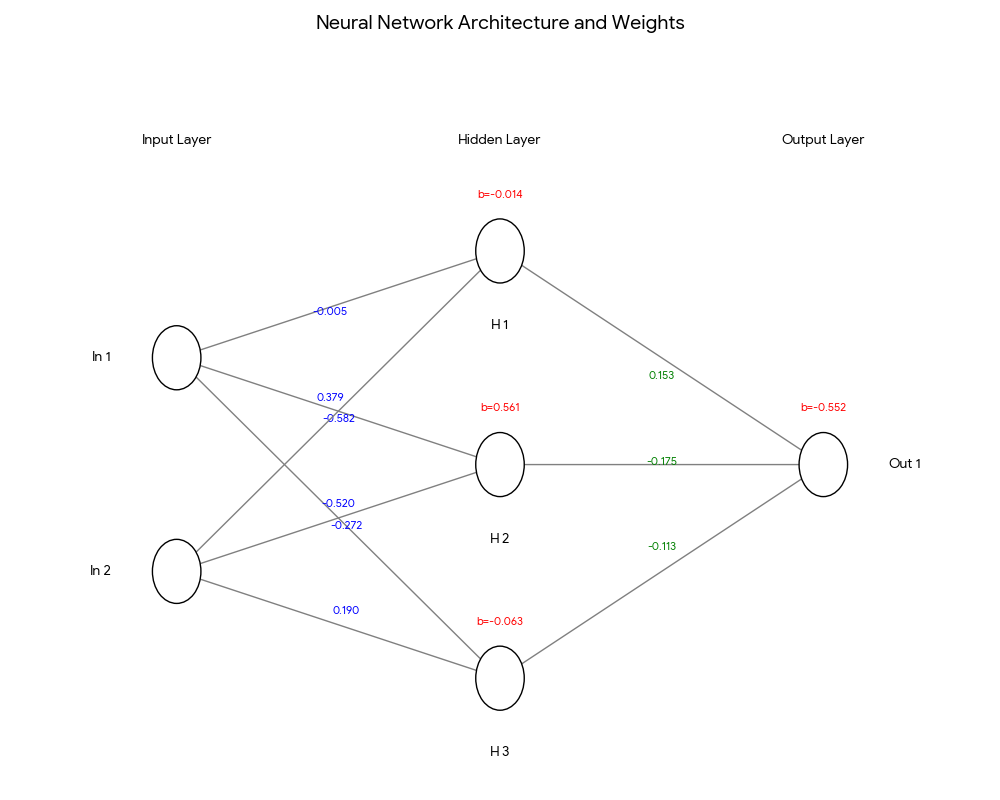 Neural Network Architecture and Weights
Input Layer
Hidden Layer
Output Layer
b=-0.014
-0.005
H 1
In 1
0.153
0.379
b=0.561
b=-0.552
-0.582
-0.175
Out 1
-0.520
-0.272
H 2
-0.113
In 2
0.190
b=-0.063
H 3